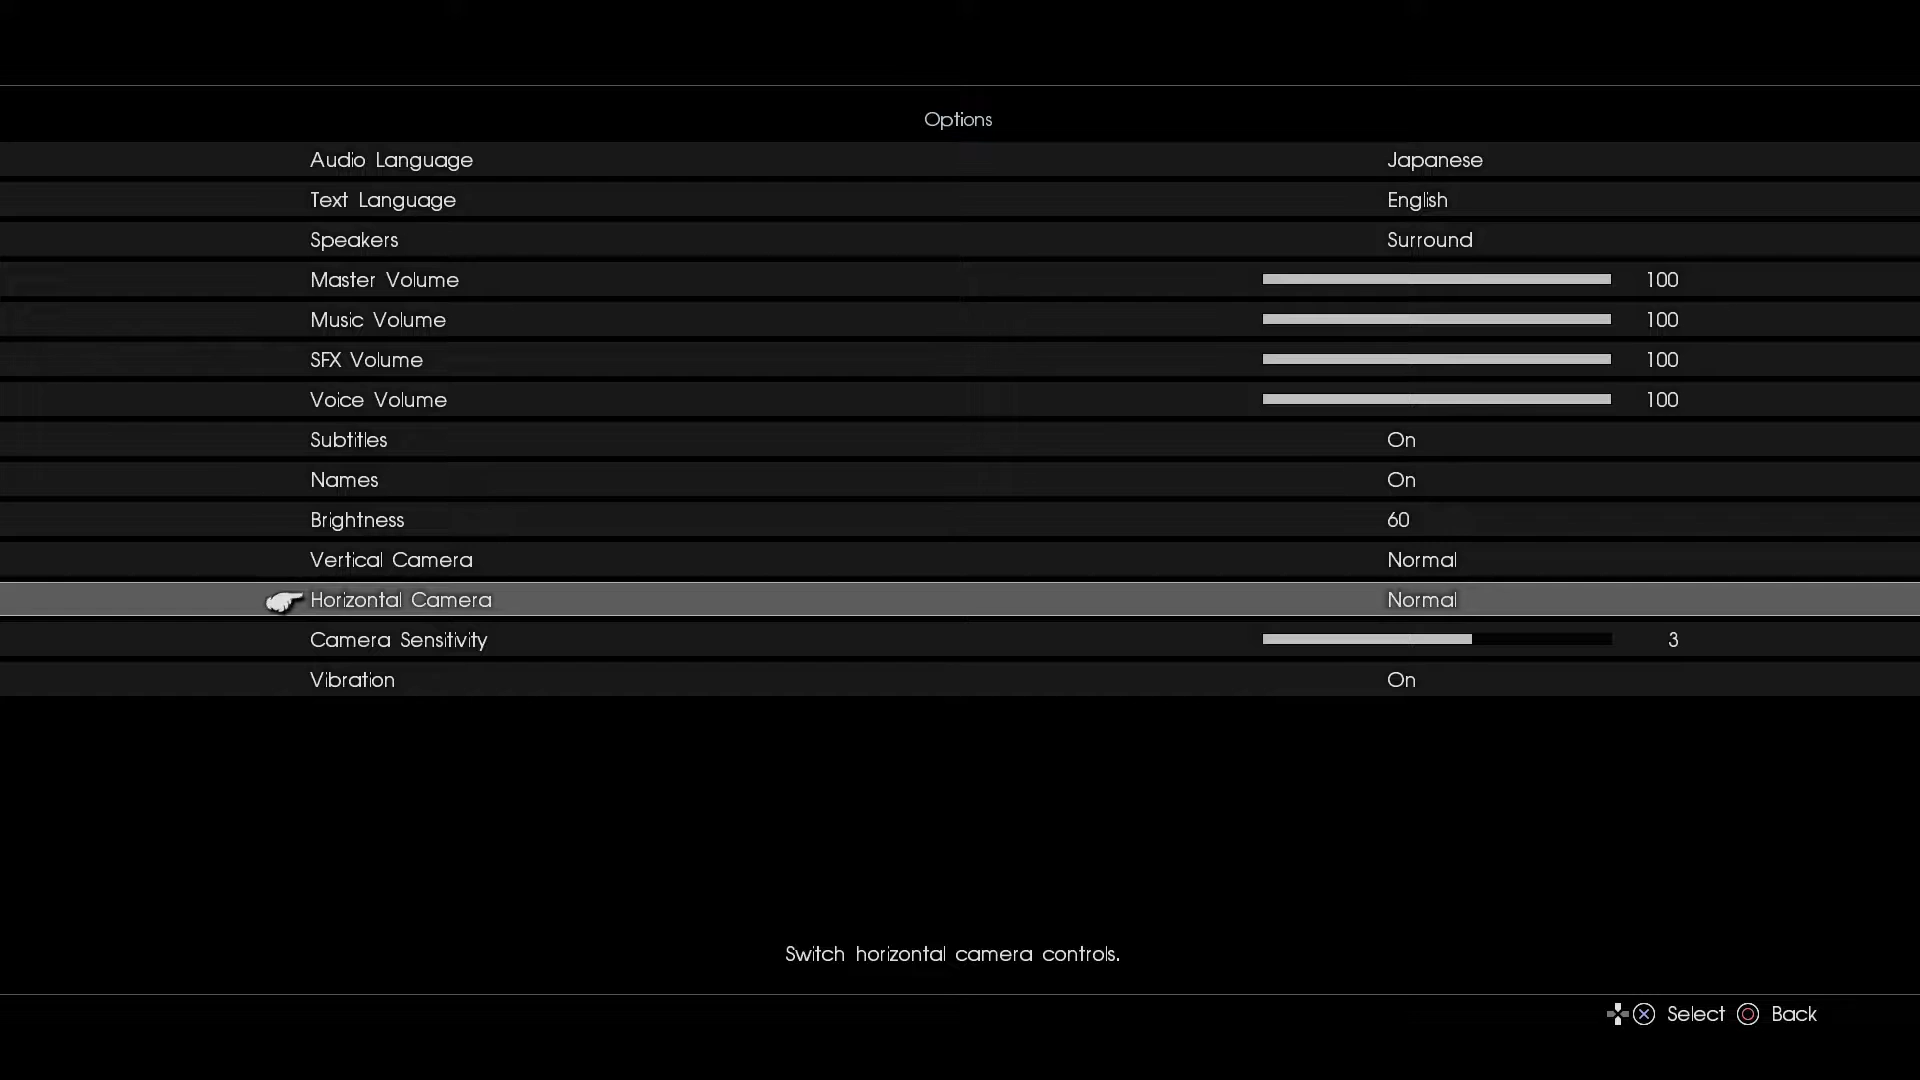 Options
Audio Language Japanese
Text Language English
Speakers Surround
Master Volume 100
Music Volume 100
SFX Volume 100
Voice Volume 100
Subtitles On
Names On
Brightness 60
Vertical Camera Normal
Horizontal Camera Normal
Camera Sensitivity 3
Vibration On
Switch horizontal camera controls.
Select Back